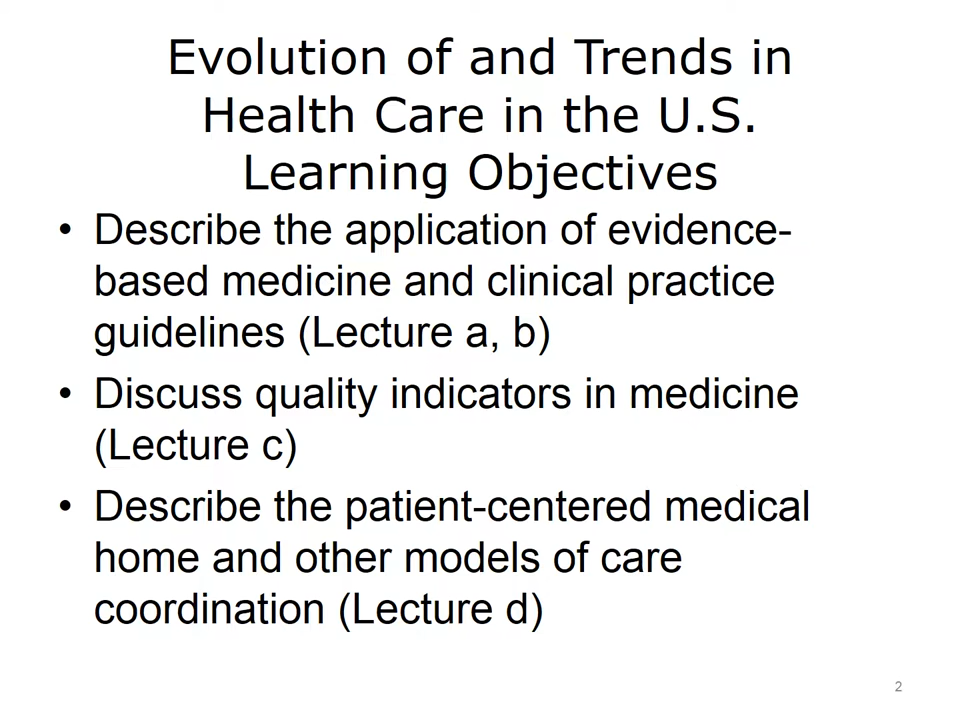 Evolution of and Trends in
Health Care in the U.S.
Learning Objectives
• Describe the application of evidence-
based medicine and clinical practice
guidelines (Lecture a, b)
• Discuss quality indicators in medicine
(Lecture c)
• Describe the patient-centered medical
home and other models of care
coordination (Lecture d)
2